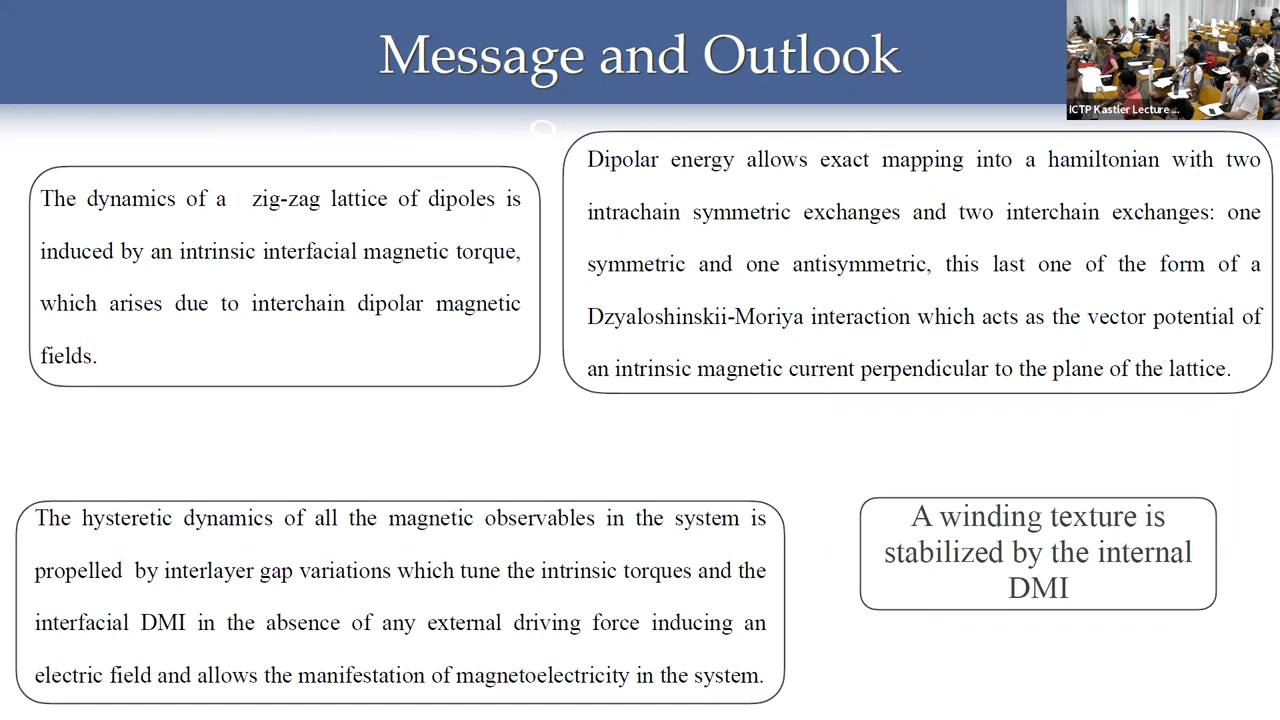 Message and Outlook
ICTP Kastler Lecture ...
The dynamics of a zig-zag lattice of dipoles is
induced by an intrinsic interfacial magnetic torque,
which arises due to interchain dipolar magnetic
fields.
Dipolar energy allows exact mapping into a hamiltonian with two
intrachain symmetric exchanges and two interchain exchanges: one
symmetric and one antisymmetric, this last one of the form of a
Dzyaloshinskii-Moriya interaction which acts as the vector potential of
an intrinsic magnetic current perpendicular to the plane of the lattice.
The hysteretic dynamics of all the magnetic observables in the system is
propelled by interlayer gap variations which tune the intrinsic torques and the
interfacial DMI in the absence of any external driving force inducing an
electric field and allows the manifestation of magnetoelectricity in the system.
A winding texture is
stabilized by the internal
DMI